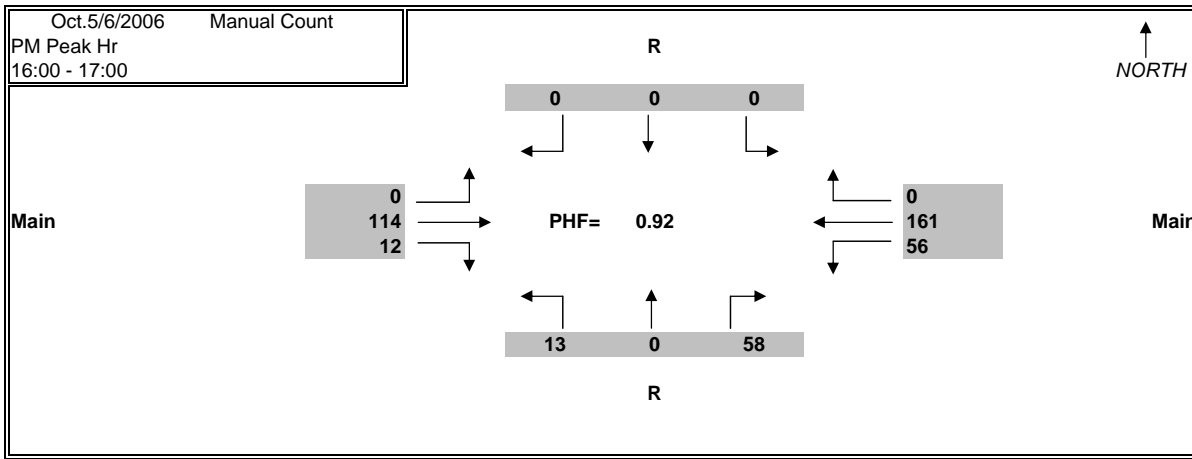 Oct.5/6/2006 Manual Count
PM Peak Hr
16:00 - 17:00
R
NORTH
0 0 0
0
114
12
Main
PHF= 0.92
0
161
56
Main
13 0 58
R